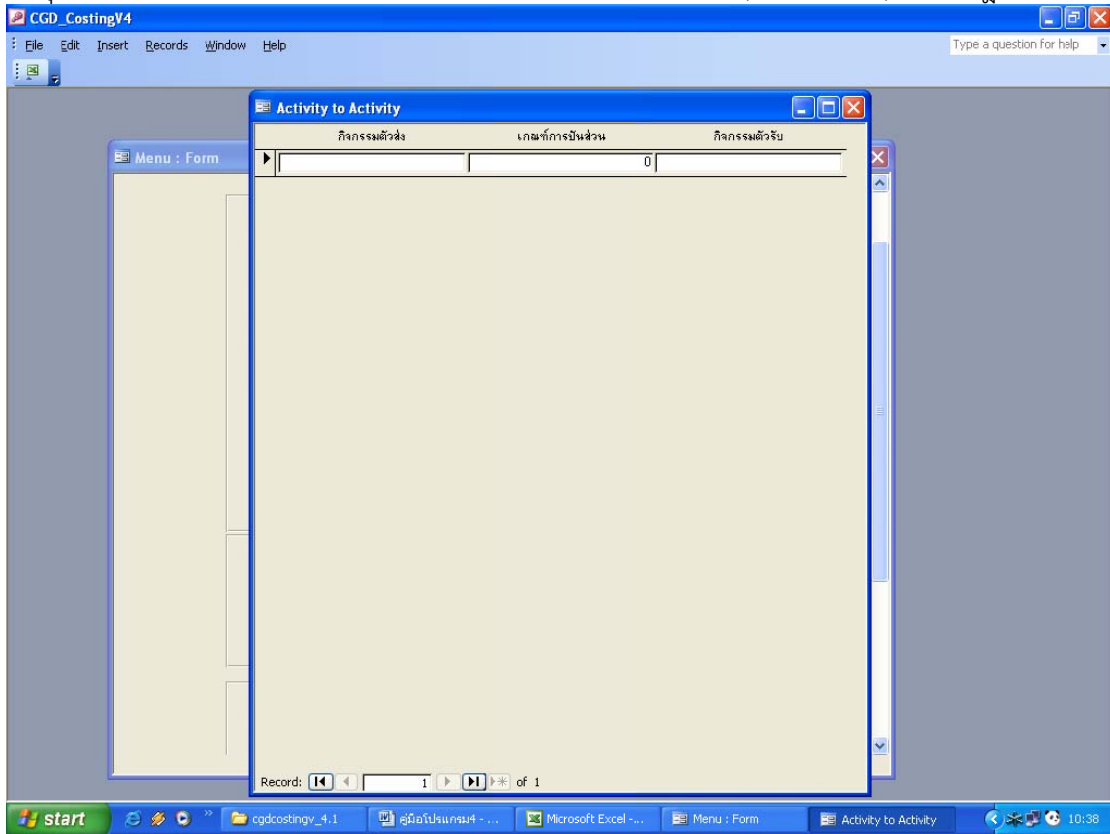 CGD_CostingV4
File Edit Insert Records Window Help
Type a question for help
Activity to Activity
กิจกรรมตัวส่ง เกณฑ์การปันส่วน กิจกรรมตัวรับ
Menu : Form
0
Record: 1 of 1
start cgdcostingv_4.1 คู่มือโปรแกรม4 - ... Microsoft Excel -... Menu : Form Activity to Activity 10:38